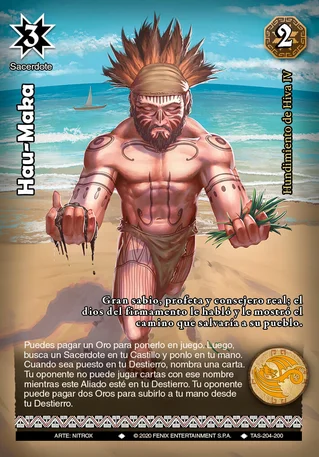 3
2
Sacerdote
Hau-Maka
Hundimiento de Hiva IV
Gran sabio, profeta y consejero real; el
dios del firmamento le habló y le mostró el
camino que salvaría a su pueblo.
Puedes pagar un Oro para ponerlo en juego. Luego,
busca un Sacerdote en tu Castillo y ponlo en tu mano.
Cuando sea puesto en tu Destierro, nombra una carta.
Tu oponente no puede jugar cartas con ese nombre
mientras este Aliado esté en tu Destierro. Tu oponente
puede pagar dos Oros para subirlo a tu mano desde
tu Destierro.
ARTE: NITROX
© 2020 FENIX ENTERTAINMENT S.P.A.
TAS-204-200